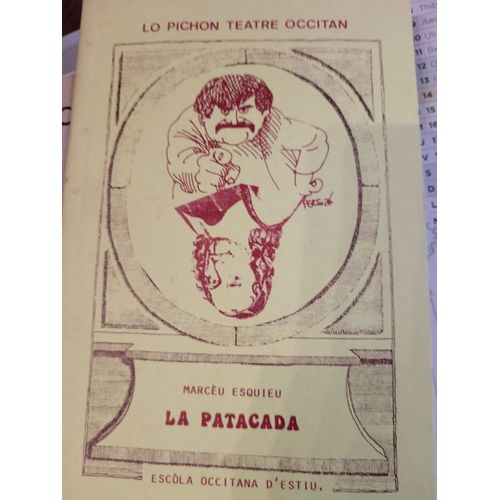 LO PICHON TEATRE OCCITAN
MARCÈU ESQUIEU
LA PATACADA
ESCÒLA OCCITANA D'ESTIU.